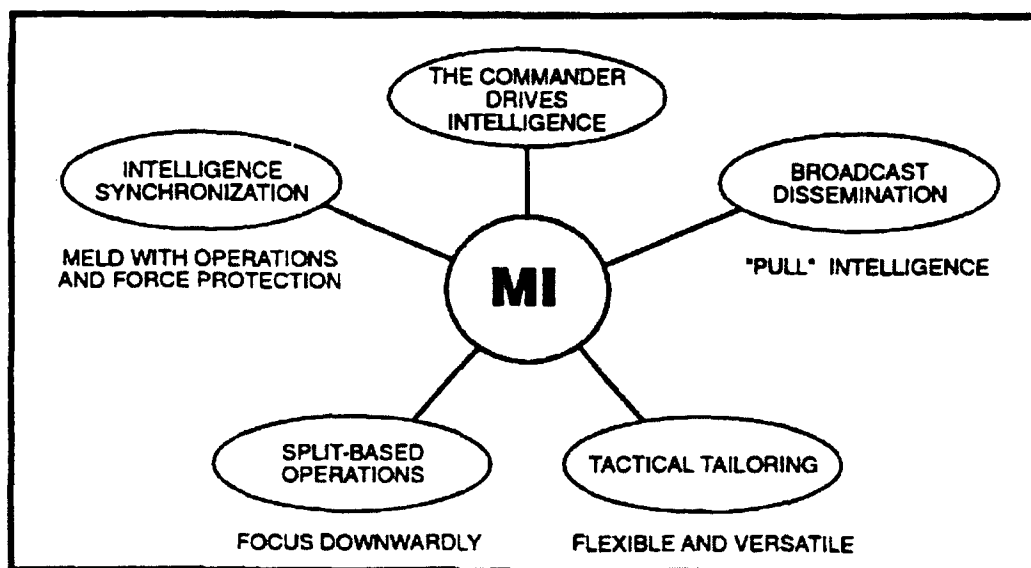 THE COMMANDER
DRIVES
INTELLIGENCE
INTELLIGENCE
SYNCHRONIZATION
MELD WITH OPERATIONS
AND FORCE PROTECTION
BROADCAST
DISSEMINATION
"PULL" INTELLIGENCE
MI
SPLIT-BASED
OPERATIONS
FOCUS DOWNWARDLY
TACTICAL TAILORING
FLEXIBLE AND VERSATILE